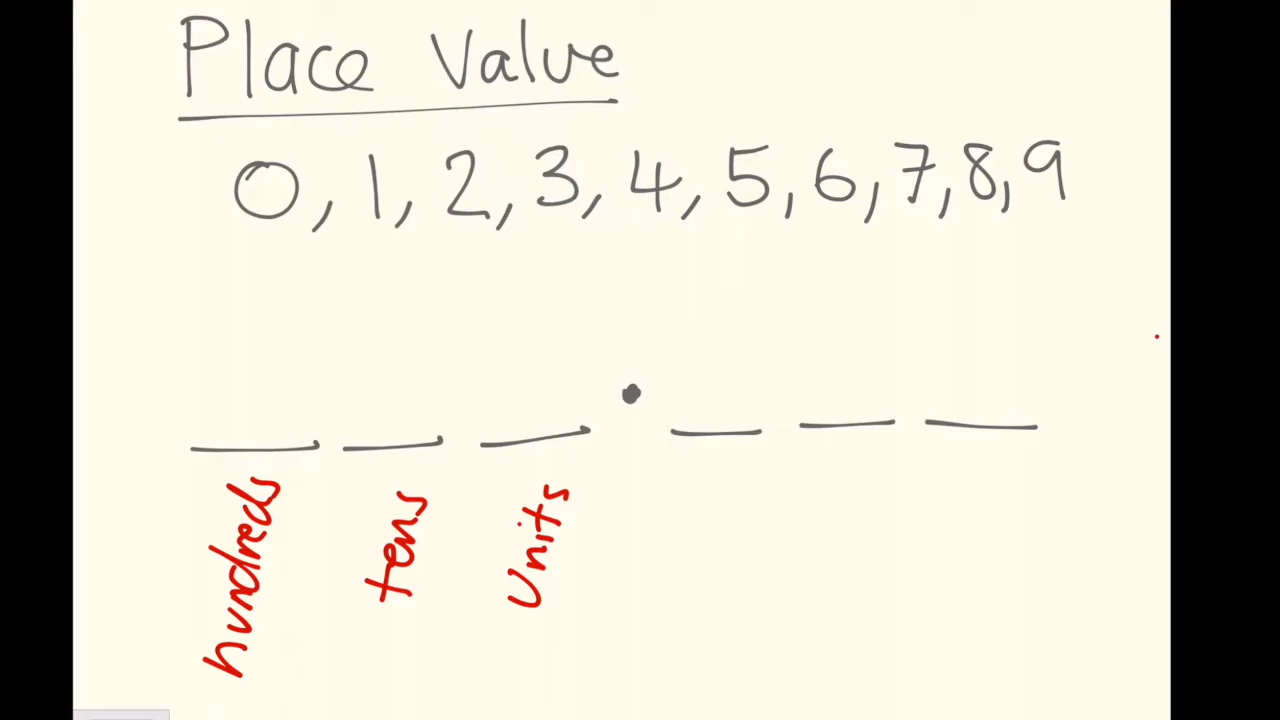 Place Value
0, 1, 2, 3, 4, 5, 6, 7, 8, 9
.
hundreds tens units